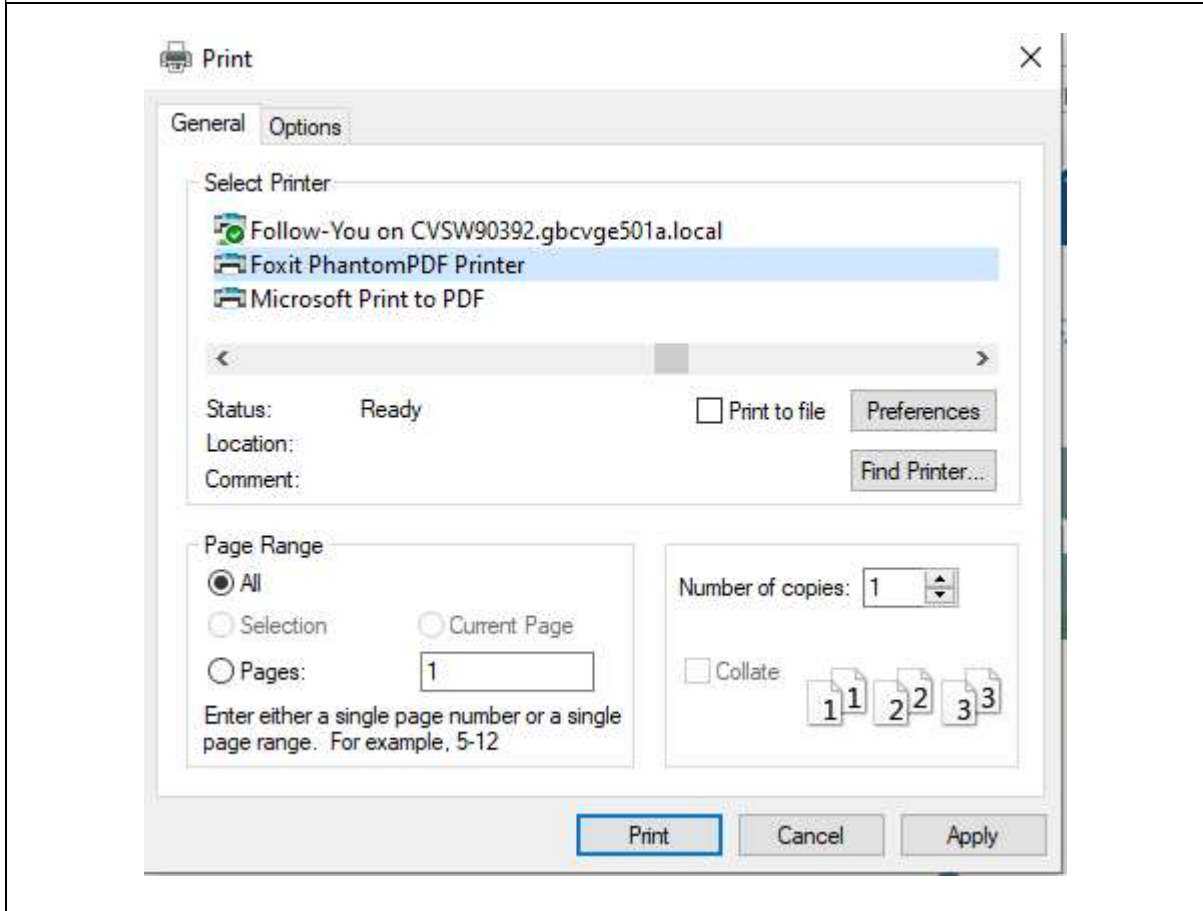 Print
General Options
Select Printer
Follow-You on CVSW90392.gbcvge501a.local
Foxit PhantomPDF Printer
Microsoft Print to PDF
Status: Ready
Print to file
Preferences
Location:
Comment:
Find Printer...
Page Range
All
Selection
Current Page
Pages: 1
Enter either a single page number or a single
page range. For example, 5-12
Number of copies: 1
Collate
1 1 2 2 3 3
Print
Cancel
Apply